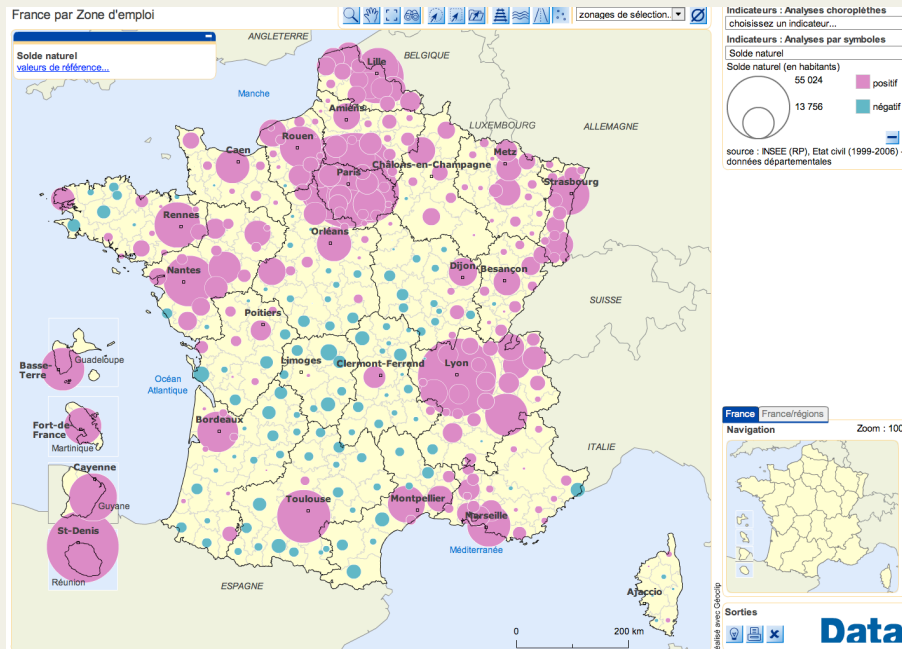 France par Zone d'emploi
zonages de sélection..
Solde naturel
valeurs de référence...
Indicateurs : Analyses choroplèthes
choisissez un indicateur...
Indicateurs : Analyses par symboles
Solde naturel
Solde naturel (en habitants)
55 024
13 756
positif
négatif
source : INSEE (RP), Etat civil (1999-2006) -
données départementales
ANGLETERRE
BELGIQUE
Lille
Manche
Amiens
LUXEMBOURG
ALLEMAGNE
Rouen
Caen
Metz
Châlons-en-Champagne
Paris
Strasbourg
Rennes
Orléans
Nantes
Dijon
Besançon
SUISSE
Poitiers
Guadeloupe
Basse-
Terre
Limoges
Clermont-Ferrand
Lyon
Océan
Atlantique
Fort-de-
France
Martinique
Bordeaux
ITALIE
Cayenne
Guyane
Toulouse
Montpellier
Marseille
St-Denis
Méditerranée
Réunion
ESPAGNE
Ajaccio
0
200 km
réalisé avec Géoclip
France
France/régions
Navigation
Zoom : 100
Sorties
Data